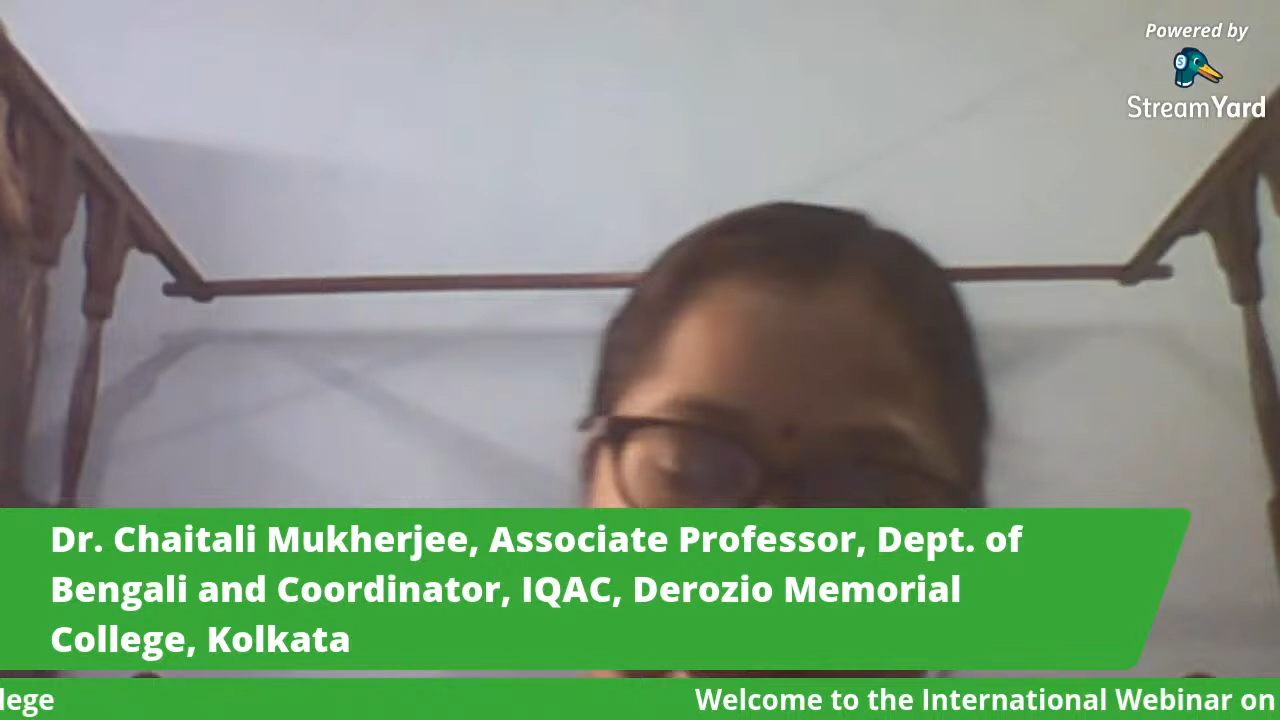 Powered by
StreamYard
Dr. Chaitali Mukherjee, Associate Professor, Dept. of
Bengali and Coordinator, IQAC, Derozio Memorial
College, Kolkata
lege Welcome to the International Webinar on